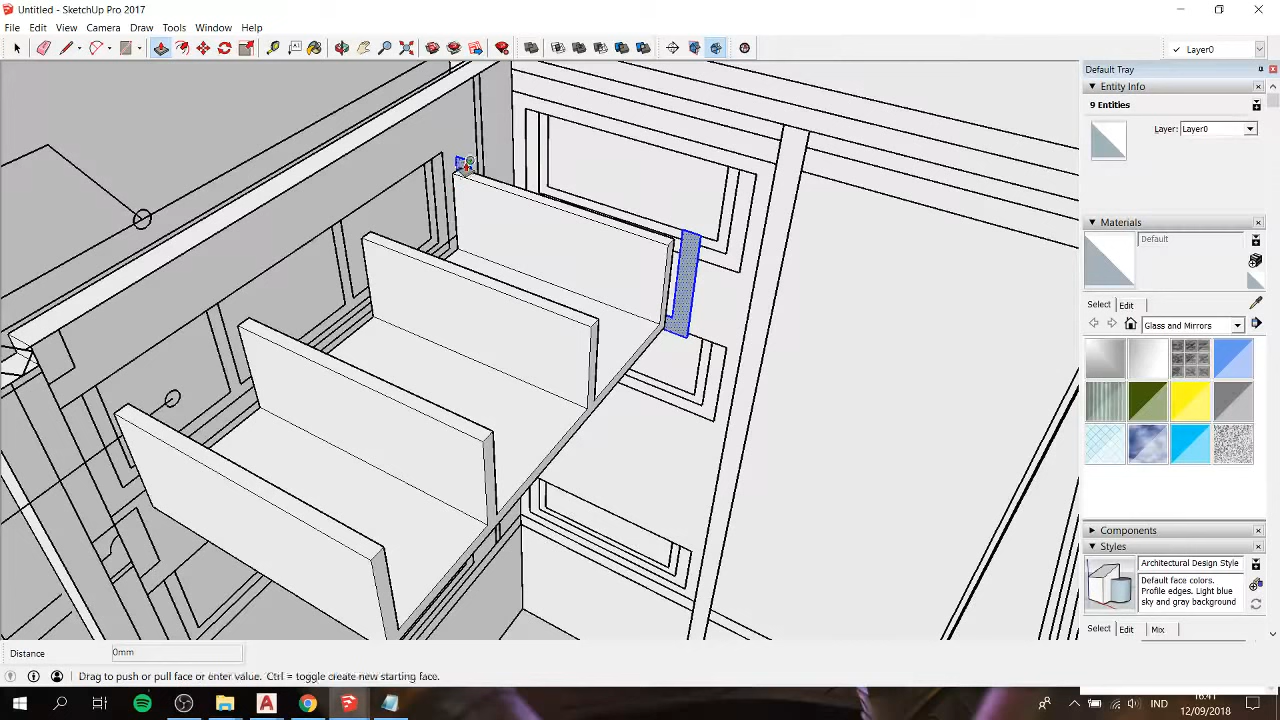 Untitled - SketchUp Pro 2017
File Edit View Camera Draw Tools Window Help
Layer0
Default Tray
Entity Info
9 Entities
Layer: Layer0
Materials
Default
Select Edit
Glass and Mirrors
Components
Styles
Architectural Design Style
Default face colors.
Profile edges. Light blue
sky and gray background
Select Edit Mix
Distance 0mm
Drag to push or pull face or enter value. Ctrl = toggle create new starting face.
IND
16:41
12/09/2018